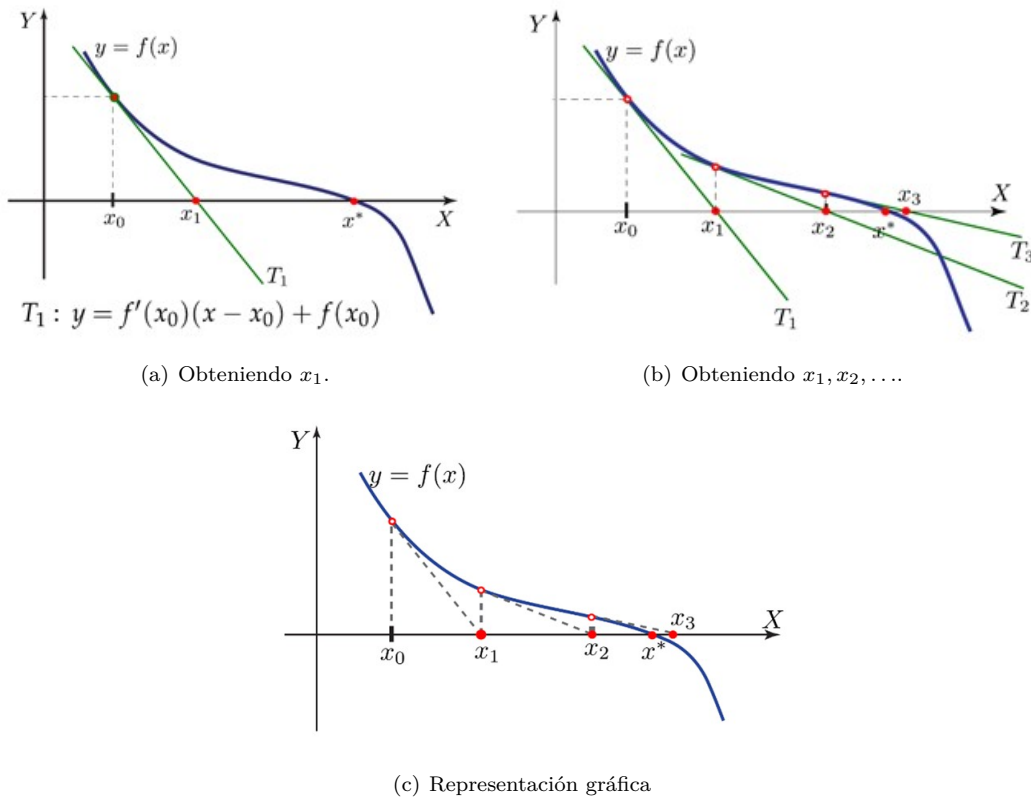 Y
y = f(x)
x₀
x₁
x*
X
T₁
T₁ : y = f′(x₀)(x − x₀) + f(x₀)
(a) Obteniendo x₁.
Y
y = f(x)
x₀
x₁
x₂
x*
x₃
X
T₃
T₂
T₁
(b) Obteniendo x₁, x₂, . . ..
Y
y = f(x)
x₀
x₁
x₂
x*
x₃
X
(c) Representación gráfica